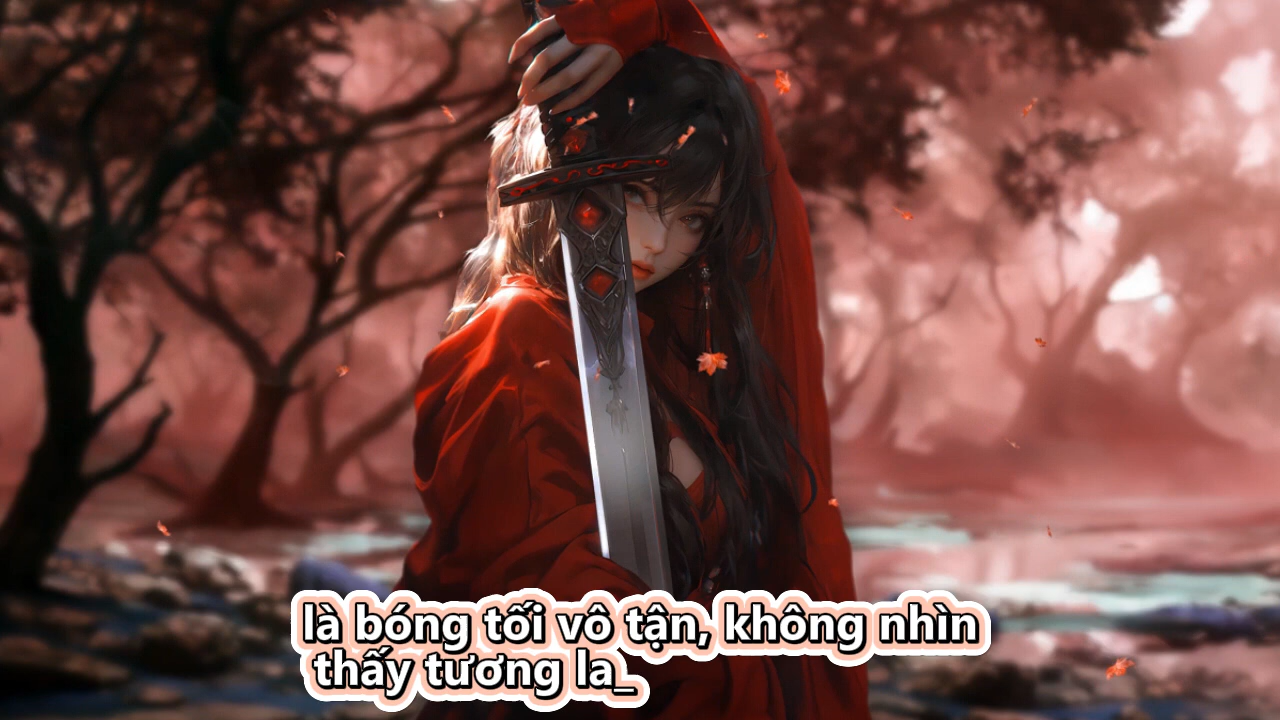 là bóng tối vô tận, không nhìn
thấy tương la_